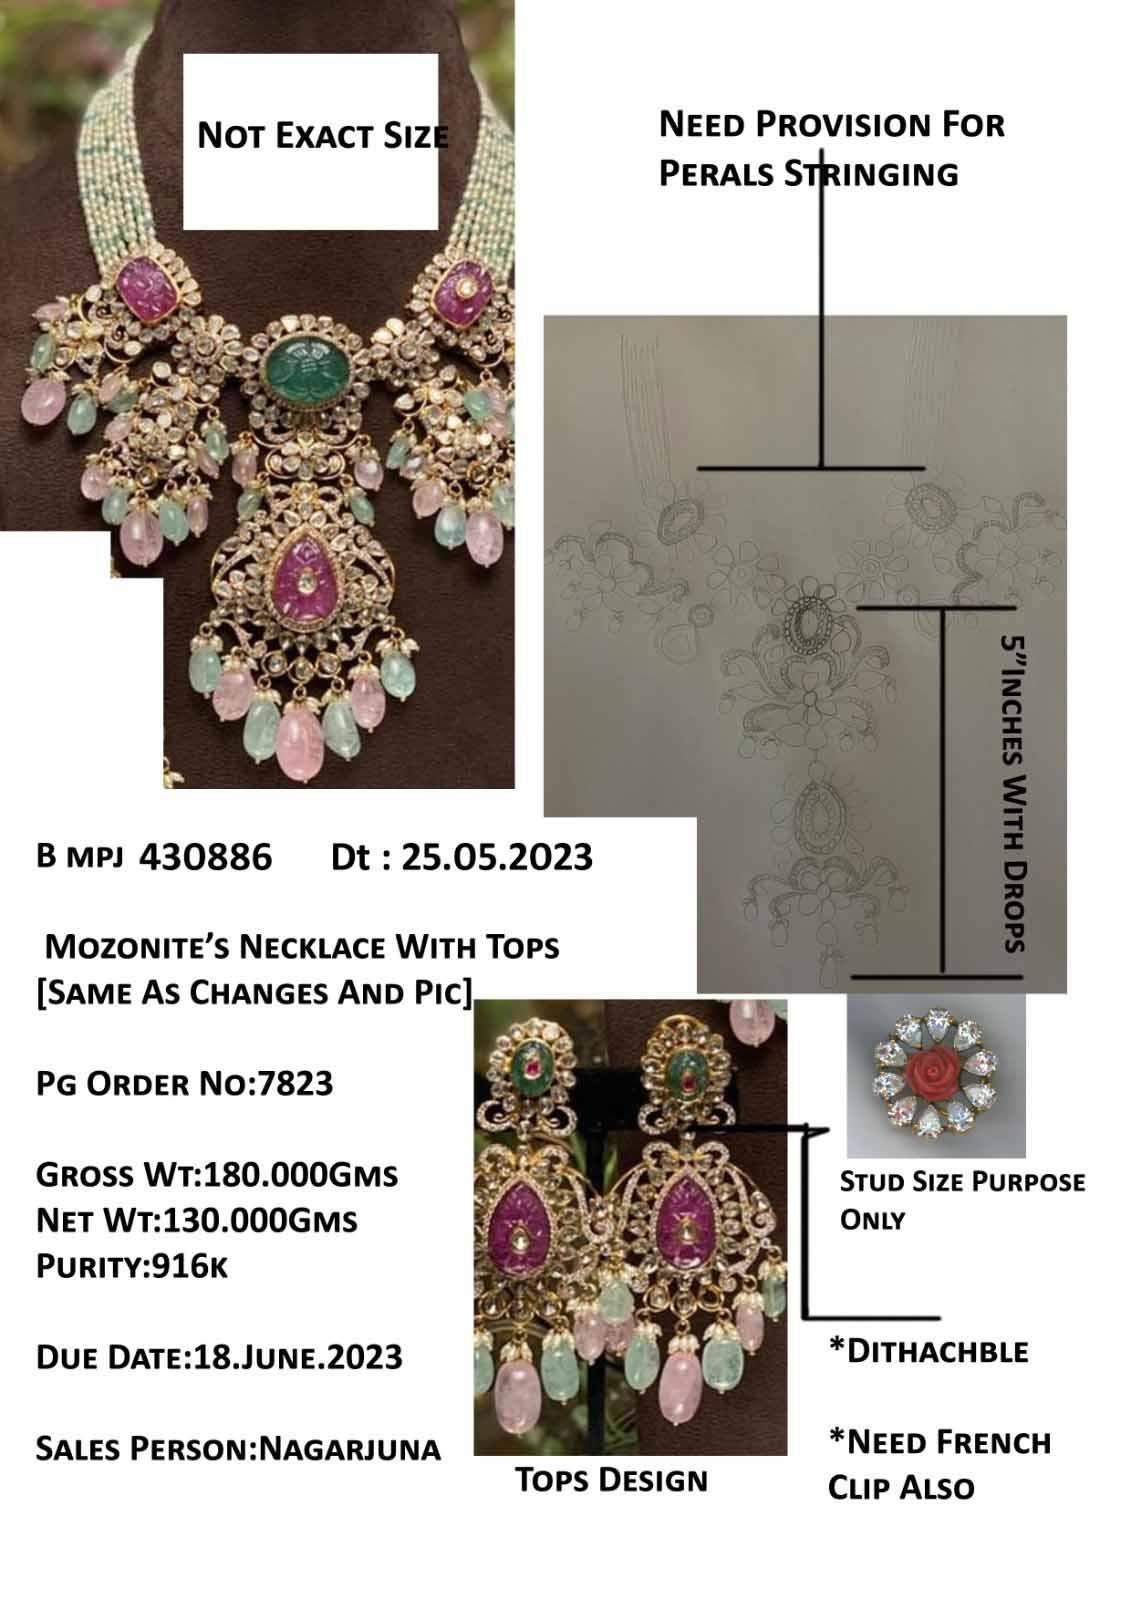 Not Exact Size
Need Provision For
Perals Stringing
5"Inches With Drops
B mpj 430886 Dt : 25.05.2023
Mozonite's Necklace With Tops
[Same As Changes And Pic]
Pg Order No:7823
Gross Wt:180.000Gms
Net Wt:130.000Gms
Purity:916k
Due Date:18.June.2023
Sales Person:Nagarjuna
Tops Design
Stud Size Purpose
Only
*Dithachble
*Need French
Clip Also